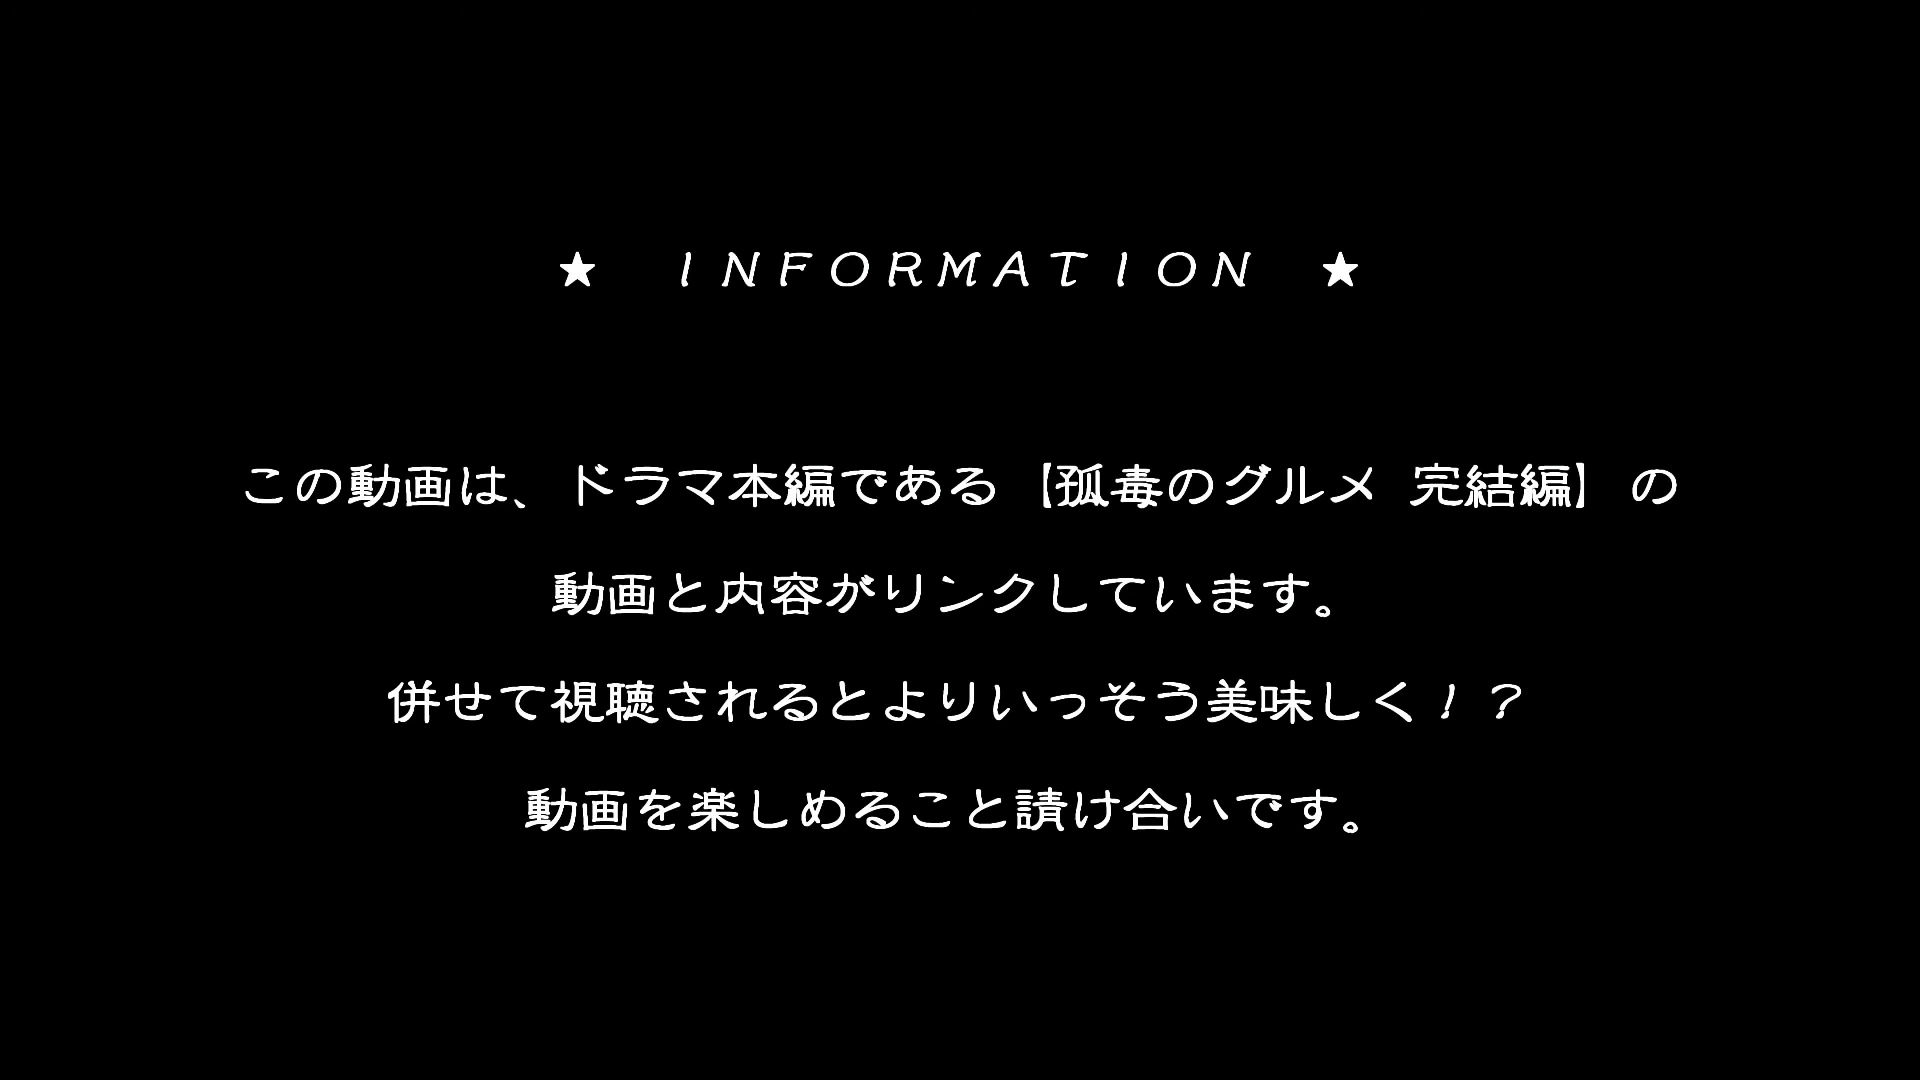 ★ INFORMATION ★
この動画は、ドラマ本編である【孤毒のグルメ 完結編】の
動画と内容がリンクしています。
併せて視聴されるとよりいっそう美味しく！？
動画を楽しめること請け合いです。